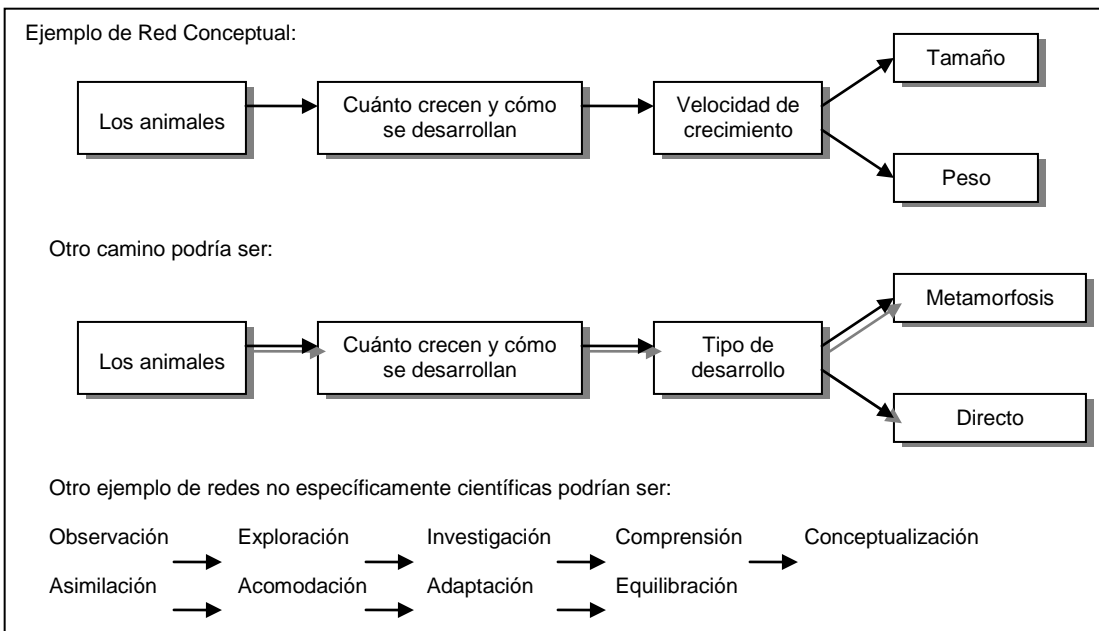 Ejemplo de Red Conceptual:
Los animales
Cuánto crecen y cómo
se desarrollan
Velocidad de
crecimiento
Tamaño
Peso
Otro camino podría ser:
Los animales
Cuánto crecen y cómo
se desarrollan
Tipo de
desarrollo
Metamorfosis
Directo
Otro ejemplo de redes no específicamente científicas podrían ser:
Observación Exploración Investigación Comprensión Conceptualización
Asimilación Acomodación Adaptación Equilibración